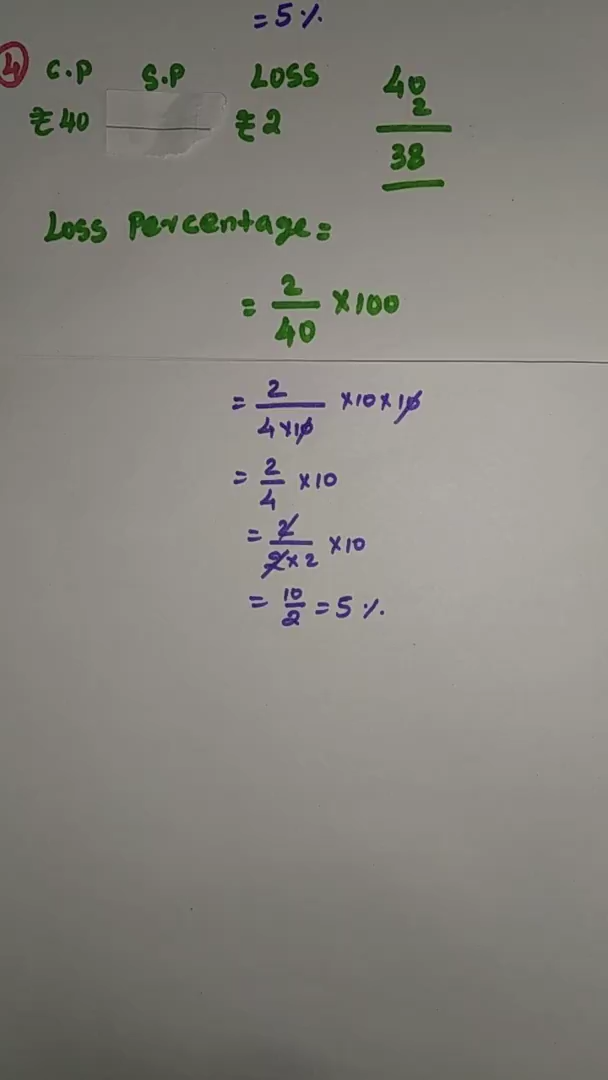 = 5 %
4 C.P S.P LOSS
₹ 40 ₹ 2
40
2
38
Loss Percentage =
= 2/40 × 100
= 2/4×10 × 10 × 10
= 2/4 × 10
= 2/2×2 × 10
= 10/2 = 5 %